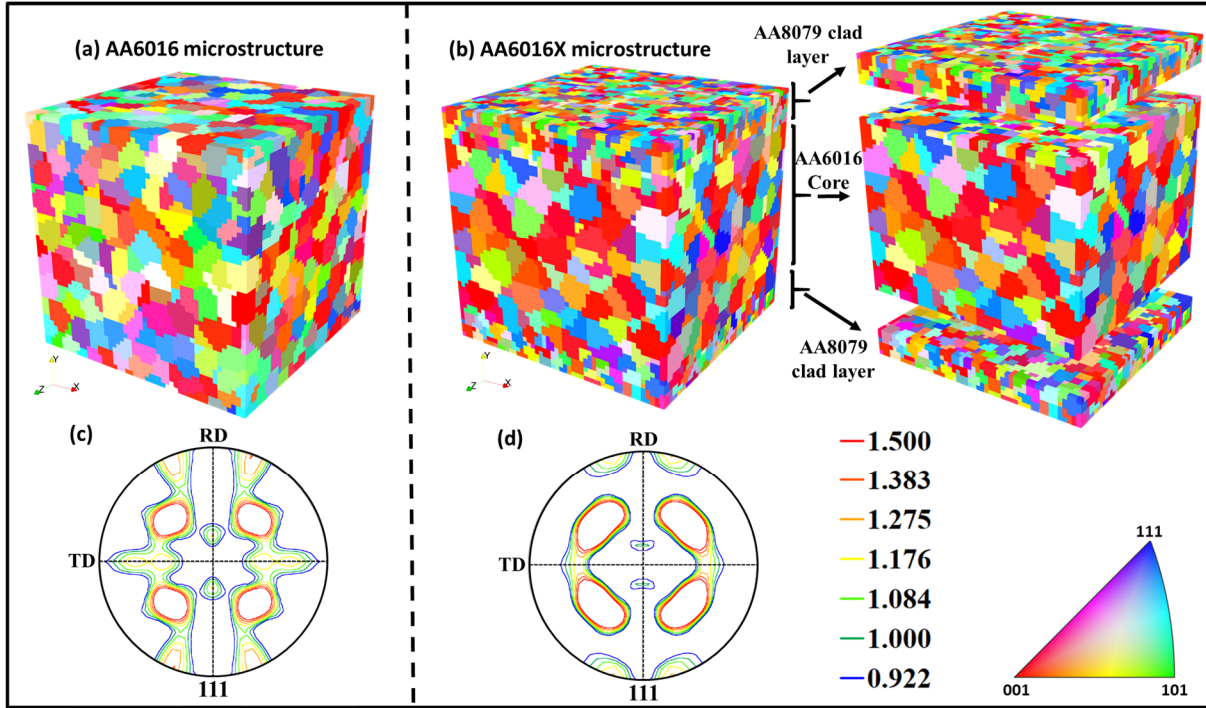 (a) AA6016 microstructure
(b) AA6016X microstructure
AA8079 clad
layer
AA6016
Core
AA8079
clad layer
Y
Z
X
Y
Z
X
(c)
RD
TD
111
(d)
RD
TD
111
1.500
1.383
1.275
1.176
1.084
1.000
0.922
111
001
101